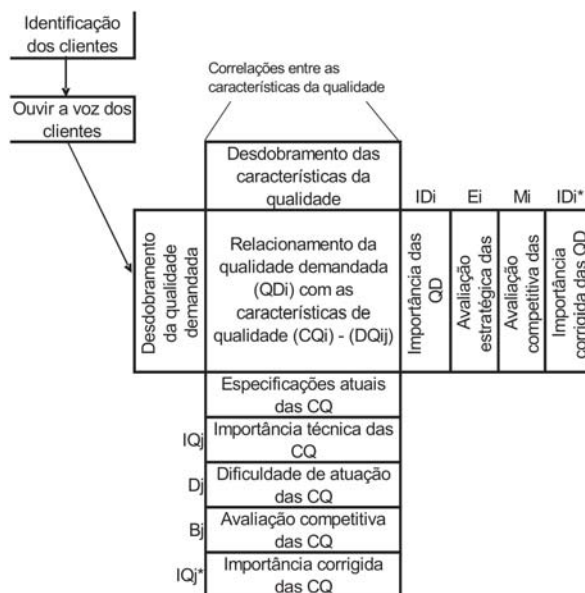 Identificação
dos clientes
Ouvir a voz dos
clientes
Correlações entre as
características da qualidade
Desdobramento das
características da
qualidade
IDi
Ei
Mi
IDi*
Desdobramento
da qualidade
demandada
Relacionamento da
qualidade demandada
(QDi) com as
características de
qualidade (CQi) - (DQij)
Importância das
QD
Avaliação
estratégica das
Avaliação
competitiva das
Importância
corrigida das QD
Especificações atuais
das CQ
IQj
Importância técnica das
CQ
Dj
Dificuldade de atuação
das CQ
Bj
Avaliação competitiva
das CQ
IQj*
Importância corrigida
das CQ